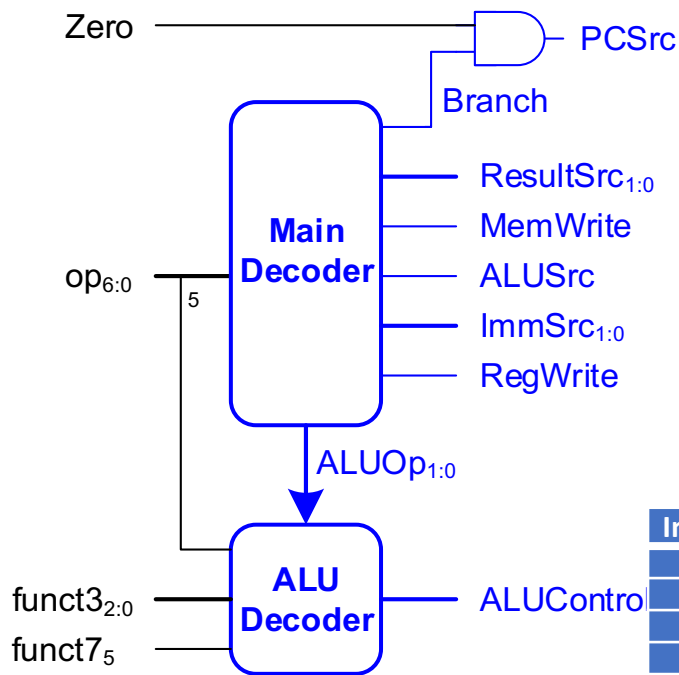 Zero
PCSrc
Branch
ResultSrc1:0
MemWrite
Main
Decoder
op6:0
5
ALUSrc
ImmSrc1:0
RegWrite
ALUOp1:0
ALU
Decoder
funct32:0
funct75
ALUControl